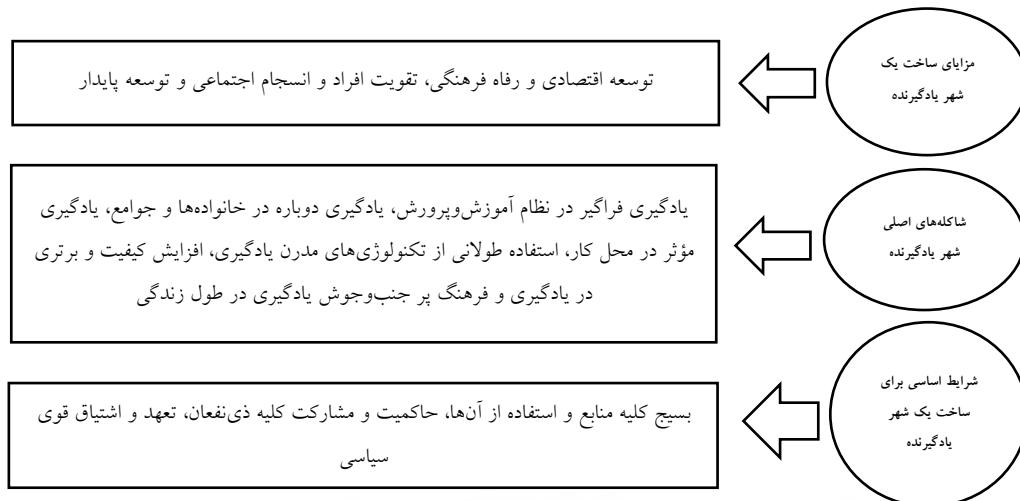 مزایای ساخت یک
شهر یادگیرنده
توسعه اقتصادی و رفاه فرهنگی، تقویت افراد و انسجام اجتماعی و توسعه پایدار
شاکله‌های اصلی
شهر یادگیرنده
یادگیری فراگیر در نظام آموزش‌وپرورش، یادگیری دوباره در خانواده‌ها و جوامع، یادگیری
مؤثر در محل کار، استفاده طولانی از تکنولوژی‌های مدرن یادگیری، افزایش کیفیت و برتری
در یادگیری و فرهنگ پر جنب‌وجوش یادگیری در طول زندگی
شرایط اساسی برای
ساخت یک شهر
یادگیرنده
بسیج کلیه منابع و استفاده از آن‌ها، حاکمیت و مشارکت کلیه ذی‌نفعان، تعهد و اشتیاق قوی
سیاسی